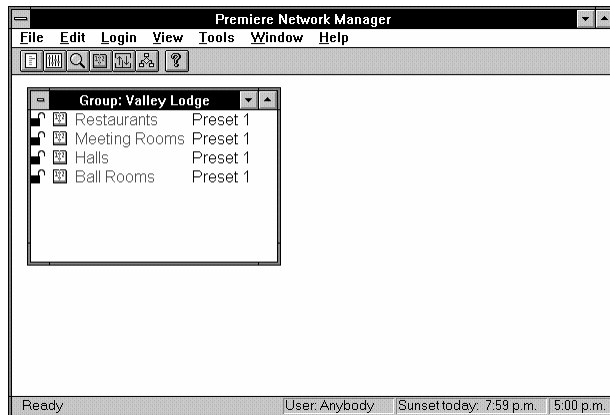 Premiere Network Manager
File Edit Login View Tools Window Help
?
Group: Valley Lodge
Restaurants Preset 1
Meeting Rooms Preset 1
Halls Preset 1
Ball Rooms Preset 1
Ready User: Anybody Sunset today: 7:59 p.m. 5:00 p.m.